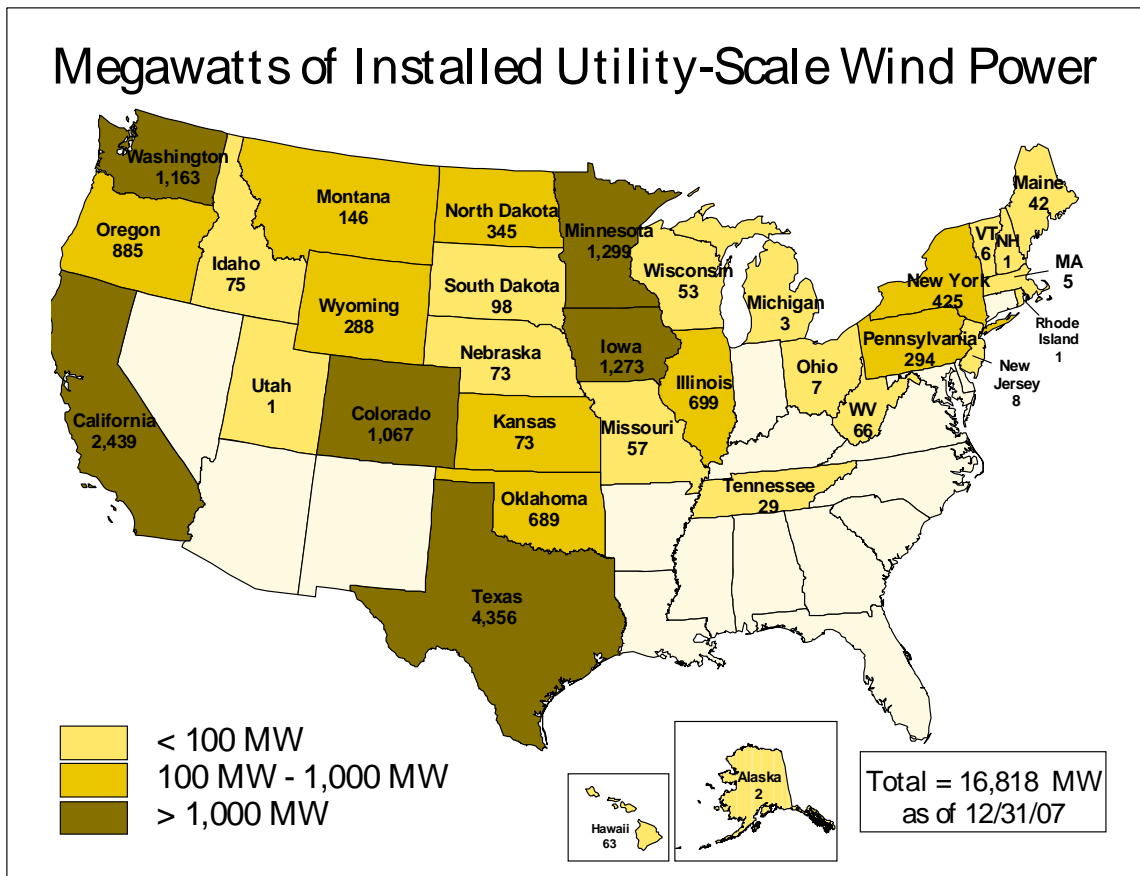 Megawatts of Installed Utility-Scale Wind Power
Washington
1,163
Oregon
885
California
2,439
Idaho
75
Montana
146
Wyoming
288
Utah
1
Colorado
1,067
North Dakota
345
South Dakota
98
Nebraska
73
Kansas
73
Oklahoma
689
Texas
4,356
Minnesota
1,299
Iowa
1,273
Missouri
57
Wisconsin
53
Illinois
699
Michigan
3
Ohio
7
WV
66
Tennessee
29
Pennsylvania
294
New York
425
VT
6
NH
1
Maine
42
MA
5
Rhode
Island
1
New
Jersey
8
< 100 MW
100 MW - 1,000 MW
> 1,000 MW
Hawaii
63
Alaska
2
Total = 16,818 MW
as of 12/31/07